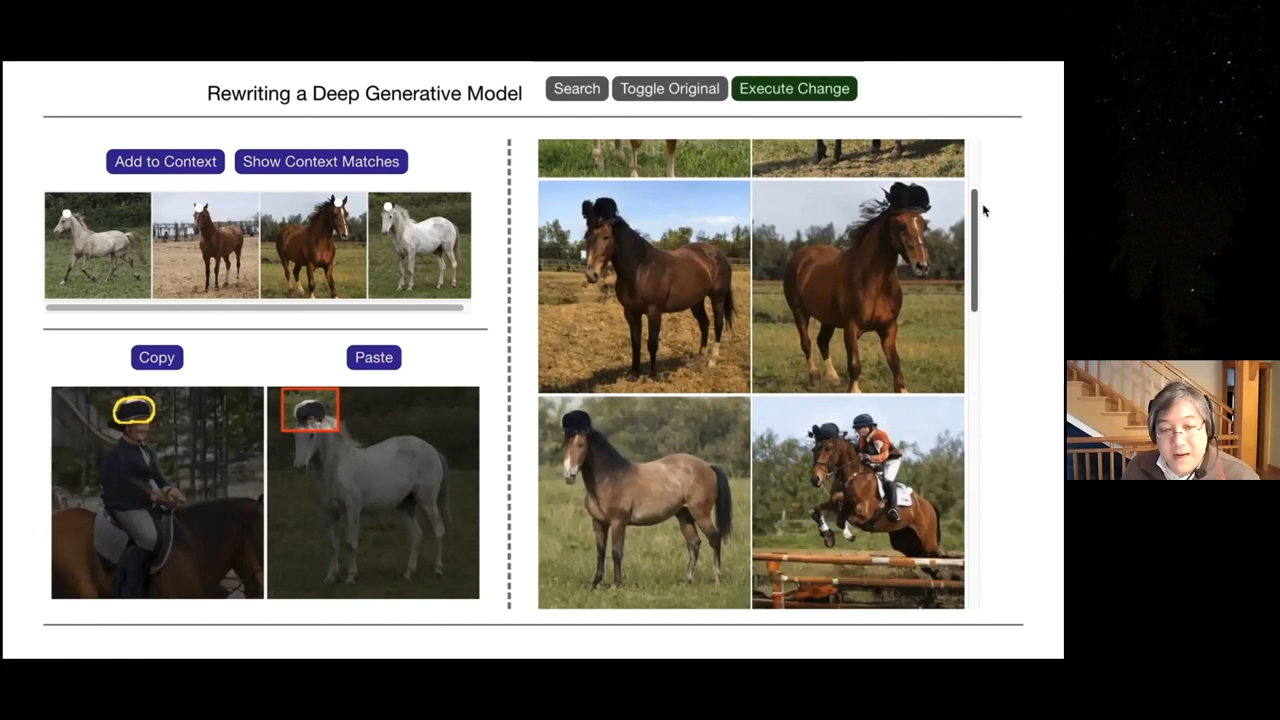 Rewriting a Deep Generative Model
Search
Toggle Original
Execute Change
Add to Context
Show Context Matches
Copy
Paste